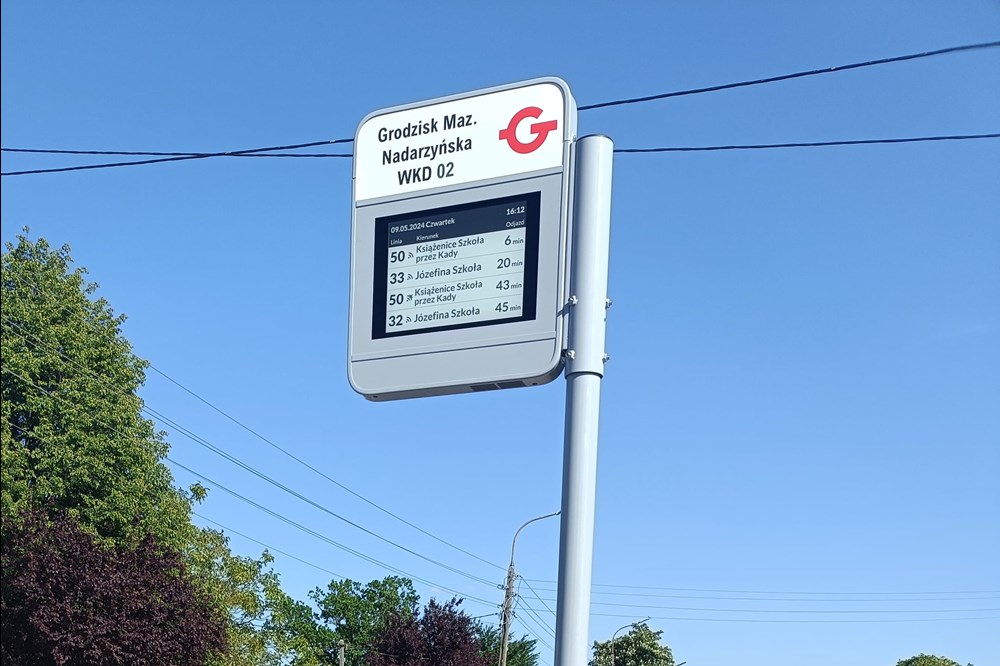 Grodzisk Maz.
Nadarzyńska
WKD 02
G
09.05.2024 Czwartek 16:12
Linia Kierunek Odjazd
50 Książenice Szkoła przez Kady 6 min
33 Józefina Szkoła 20 min
50 Książenice Szkoła przez Kady 43 min
32 Józefina Szkoła 45 min